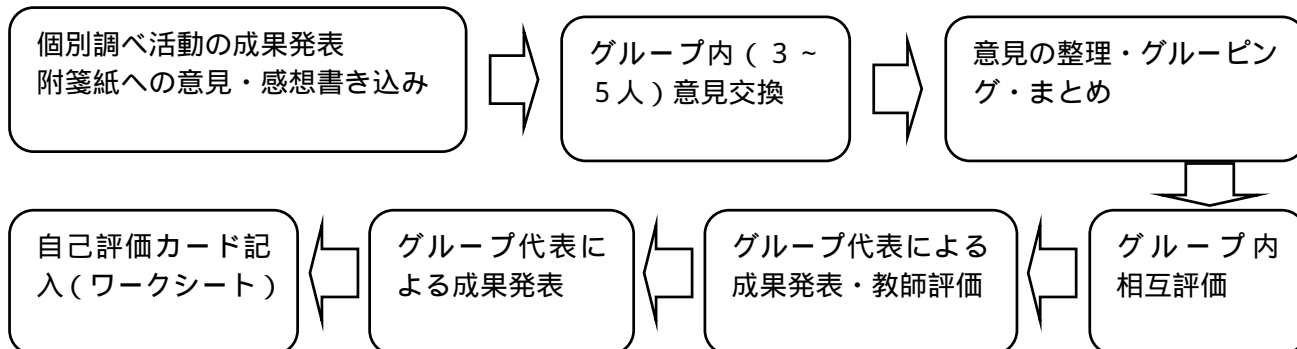 個別調べ活動の成果発表
附箋紙への意見・感想書き込み
グループ内(3~
5人)意見交換
意見の整理・グルーピン
グ・まとめ
グループ内
相互評価
グループ代表による
成果発表・教師評価
グループ代表に
よる成果発表
自己評価カード記
入(ワークシート)